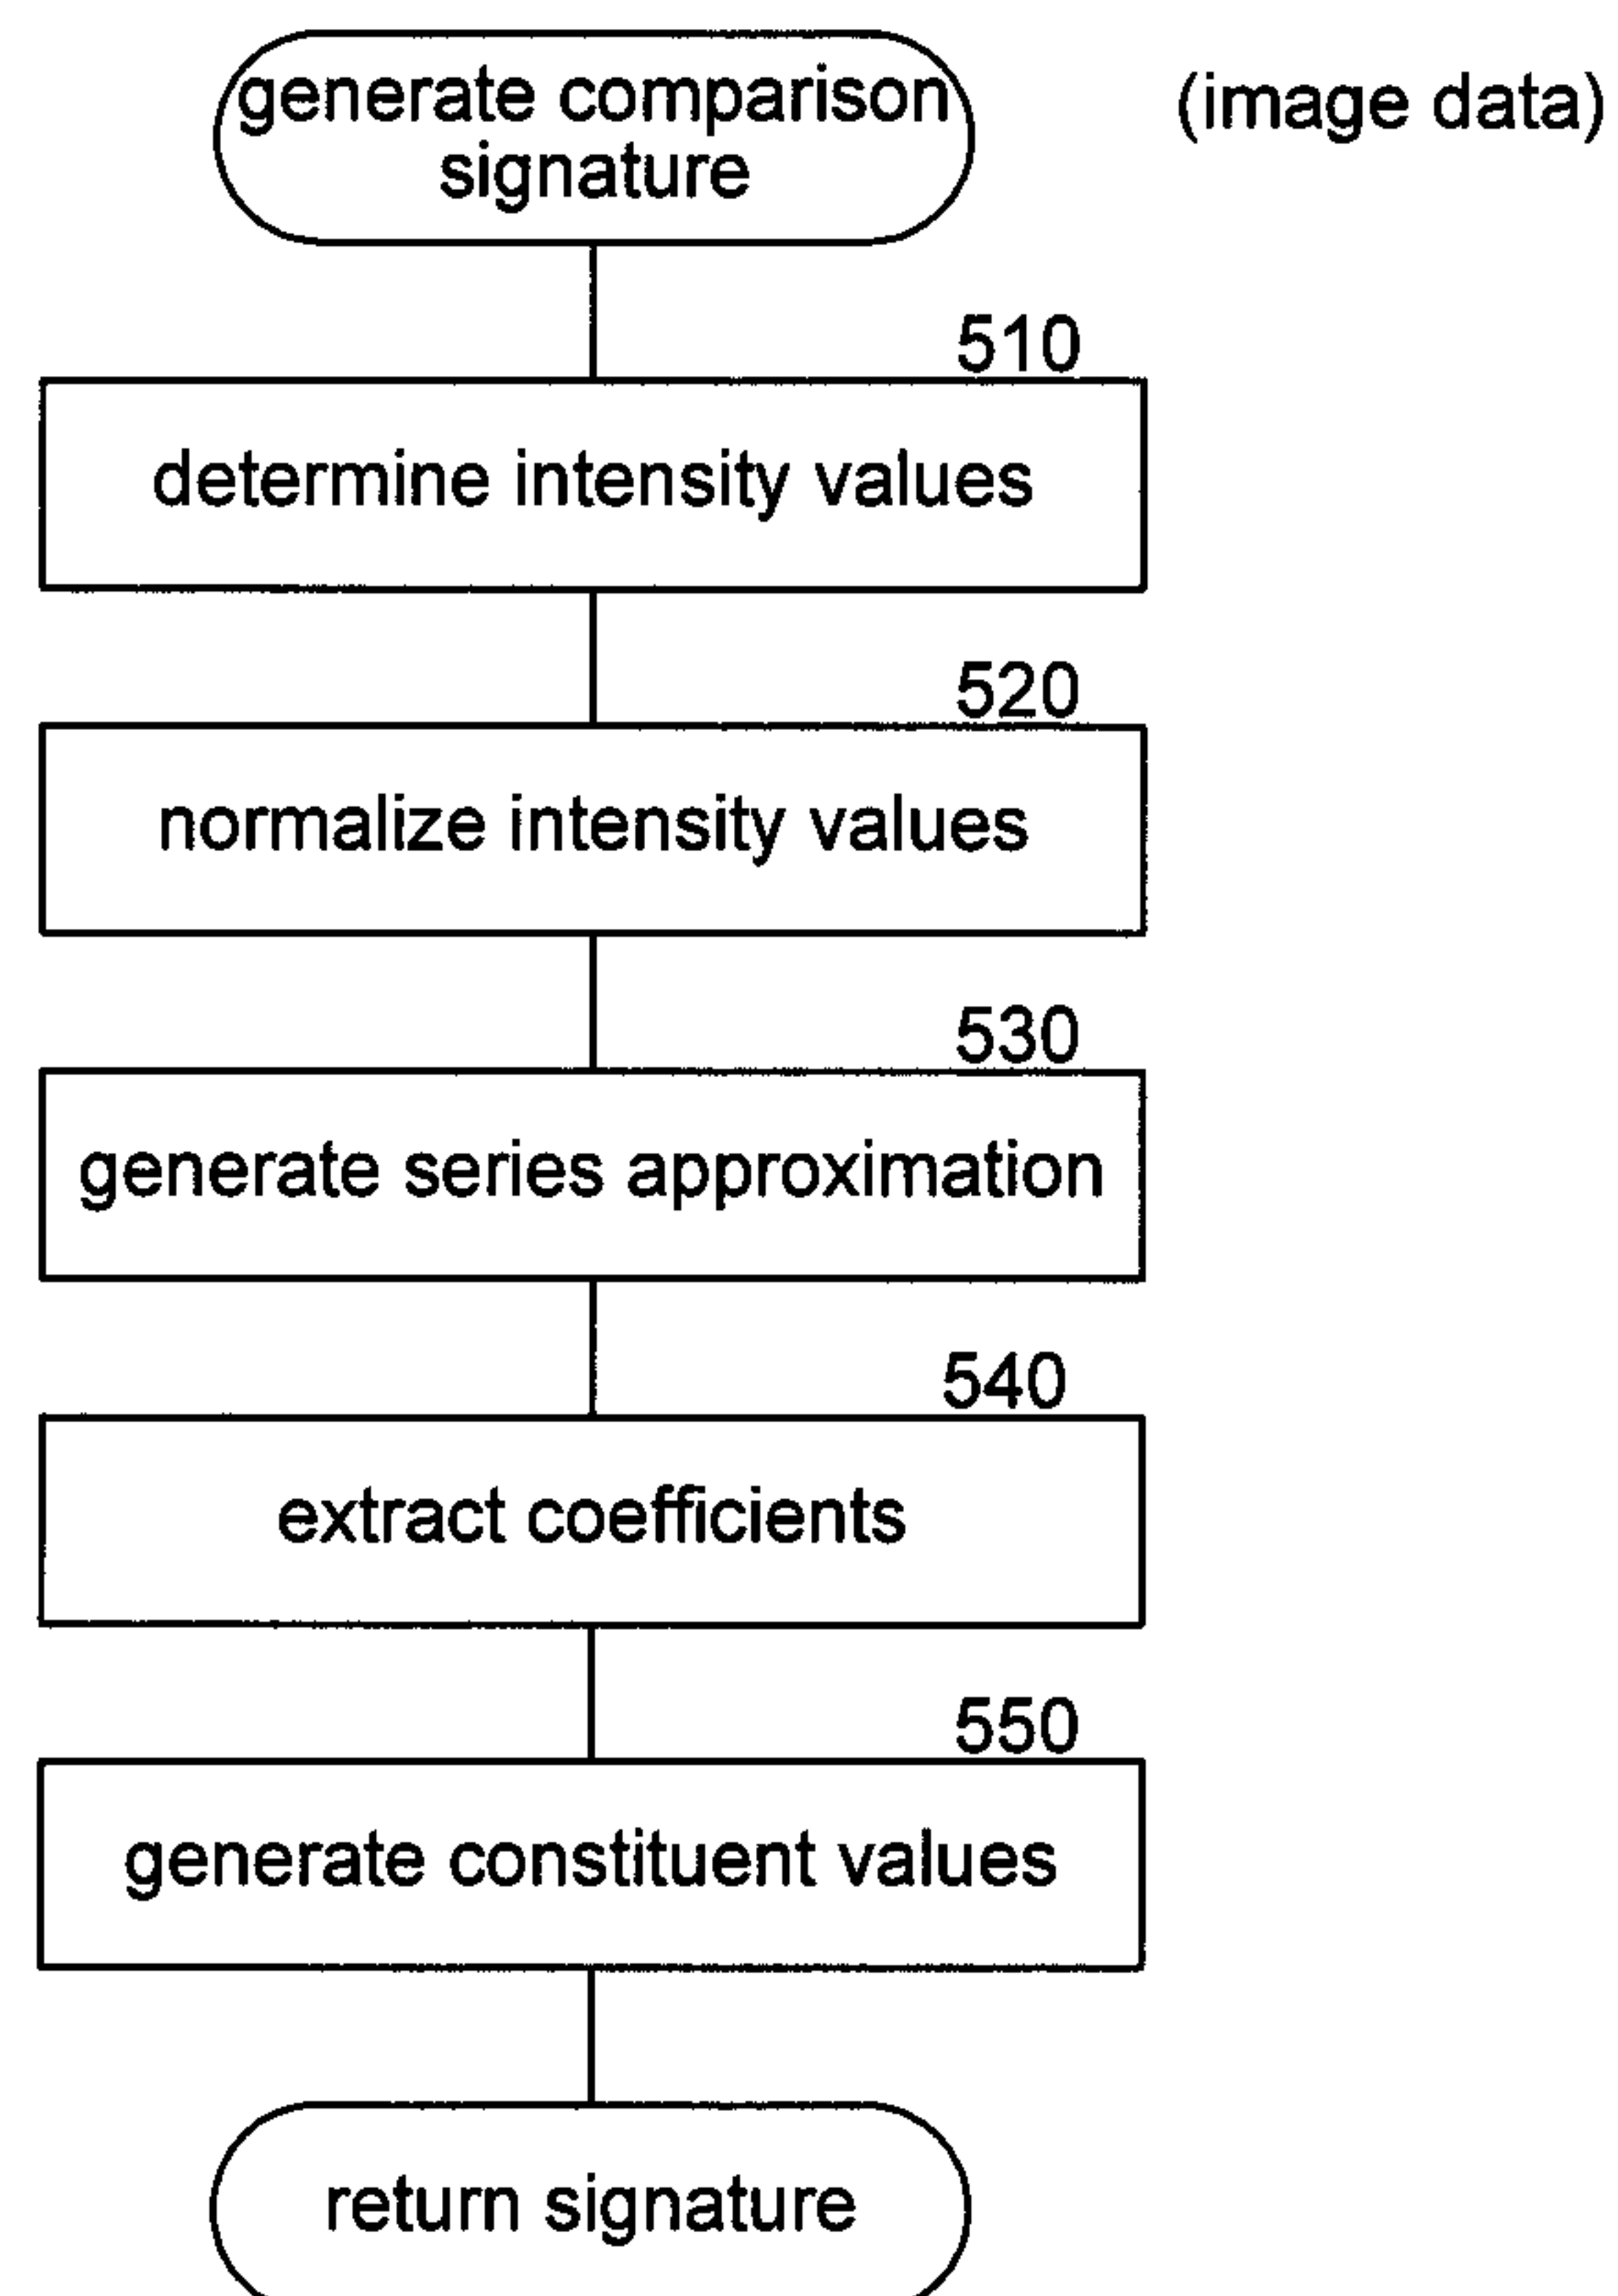 generate comparison
signature
(image data)
510
determine intensity values
520
normalize intensity values
530
generate series approximation
540
extract coefficients
550
generate constituent values
return signature